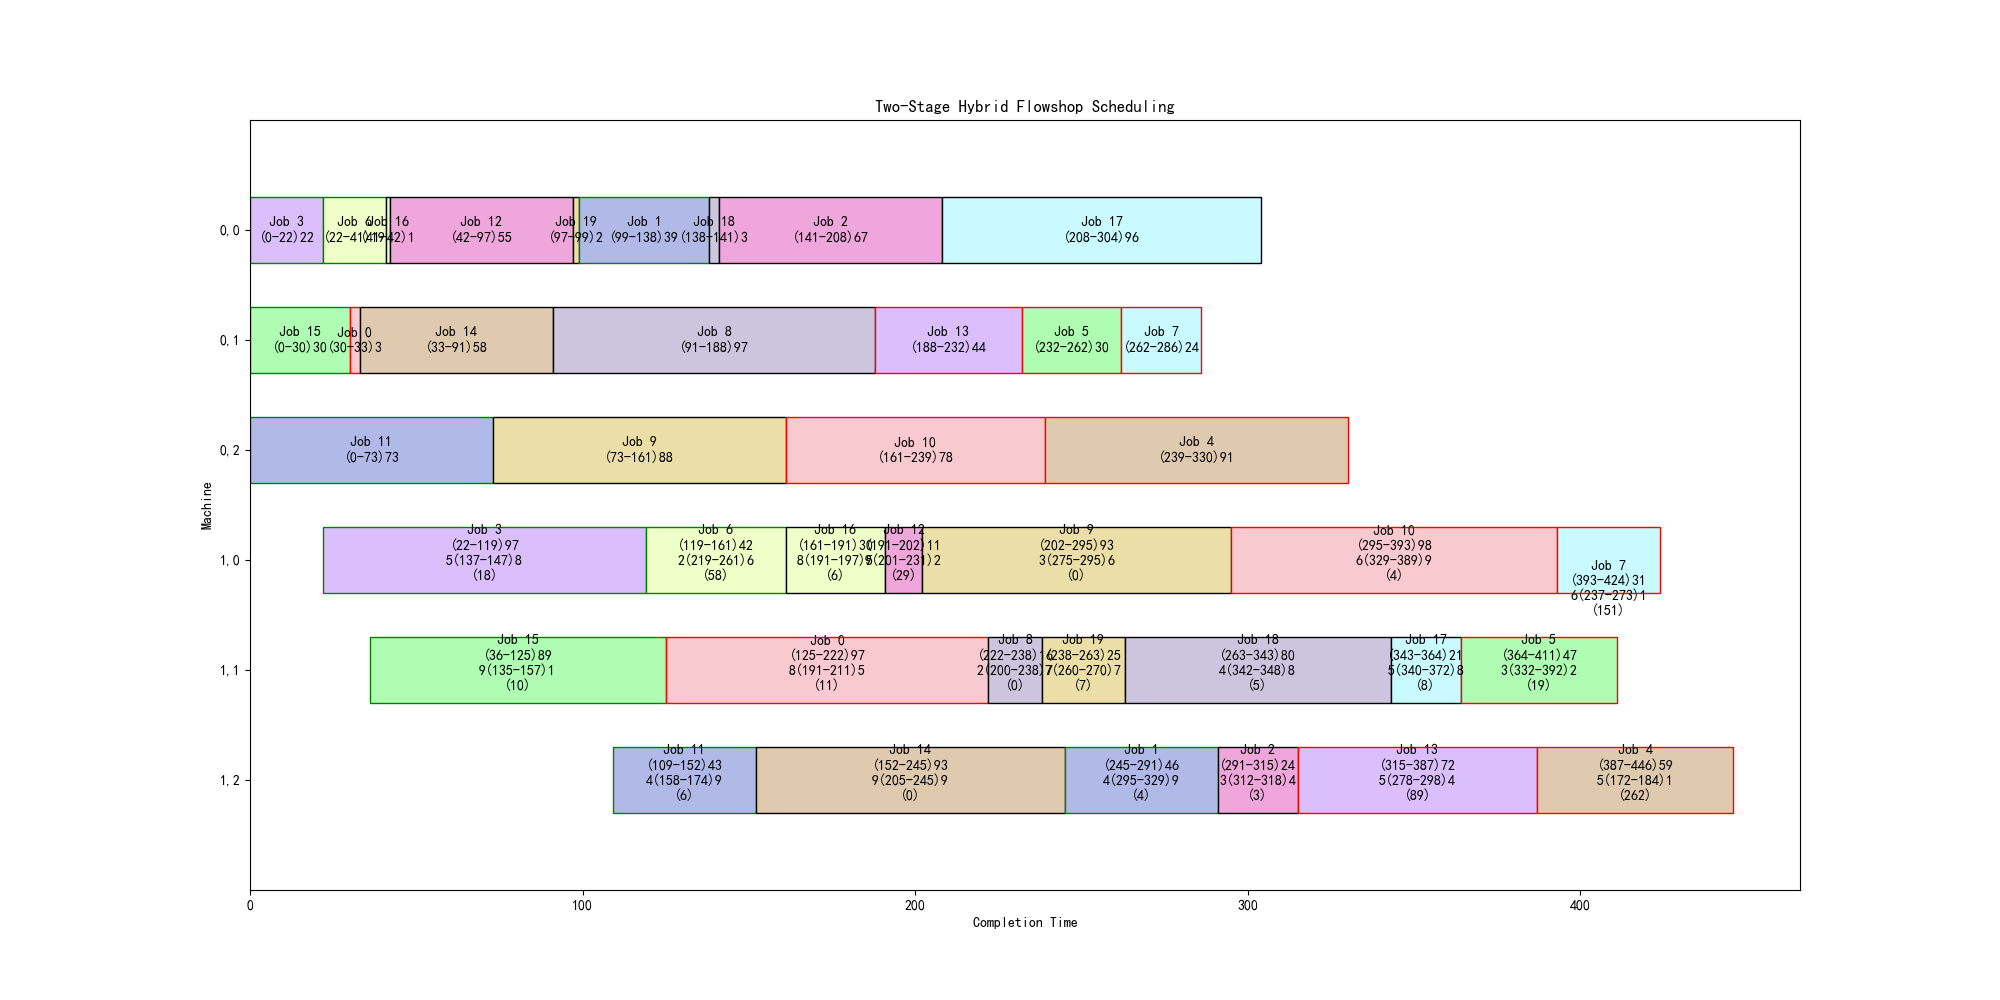 Two-Stage Hybrid Flowshop Scheduling
0,0
Job 3
(0-22)22
Job 6
(22-41)19
Job 16
(41-42)1
Job 12
(42-97)55
Job 19
(97-99)2
Job 1
(99-138)39
Job 18
(138-141)3
Job 2
(141-208)67
Job 17
(208-304)96
0,1
Job 15
(0-30)30
Job 0
(30-33)3
Job 14
(33-91)58
Job 8
(91-188)97
Job 13
(188-232)44
Job 5
(232-262)30
Job 7
(262-286)24
0,2
Job 11
(0-73)73
Job 9
(73-161)88
Job 10
(161-239)78
Job 4
(239-330)91
Machine
1,0
Job 3
(22-119)97
5(137-147)8
(18)
Job 6
(119-161)42
2(219-261)6
(58)
Job 16
(161-191)30
8(191-197)9
(6)
Job 12
(191-202)11
5(201-231)2
(29)
Job 9
(202-295)93
3(275-295)6
(0)
Job 10
(295-393)98
6(329-389)9
(4)
Job 7
(393-424)31
6(237-273)1
(151)
1,1
Job 15
(36-125)89
9(135-157)1
(10)
Job 0
(125-222)97
8(191-211)5
(11)
Job 8
(222-238)16
2(200-238)7
(0)
Job 19
(238-263)25
7(260-270)7
(7)
Job 18
(263-343)80
4(342-348)8
(5)
Job 17
(343-364)21
5(340-372)8
(8)
Job 5
(364-411)47
3(332-392)2
(19)
1,2
Job 11
(109-152)43
4(158-174)9
(6)
Job 14
(152-245)93
9(205-245)9
(0)
Job 1
(245-291)46
4(295-329)9
(4)
Job 2
(291-315)24
3(312-318)4
(3)
Job 13
(315-387)72
5(278-298)4
(89)
Job 4
(387-446)59
5(172-184)1
(262)
0
100
200
300
400
Completion Time